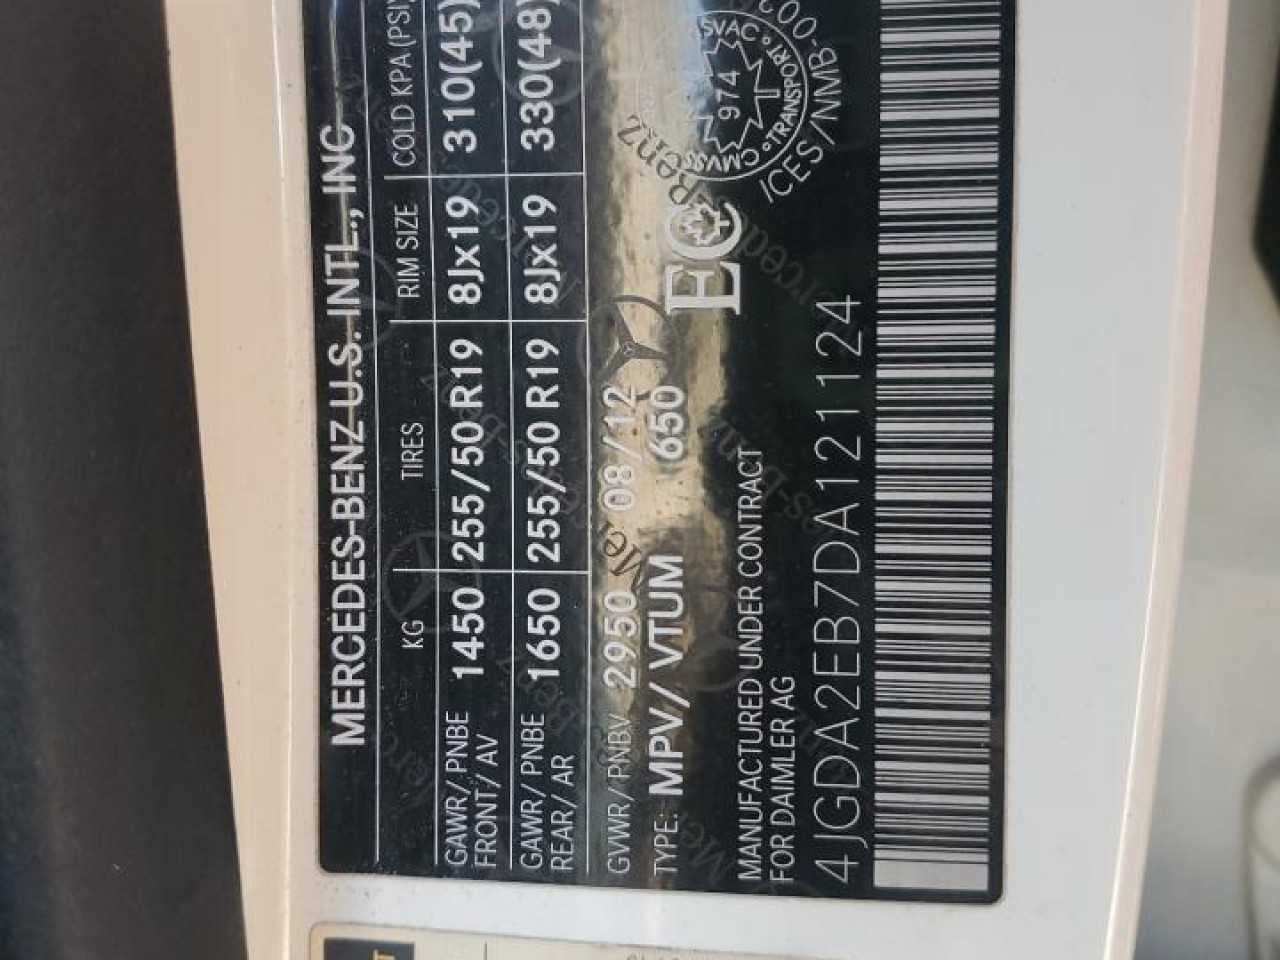 MERCEDES-BENZ U.S. INTL., INC
KG TIRES RIM SIZE COLD KPA (PSI)
GAWR/ PNBE FRONT/ AV 1450 255/50 R19 8Jx19 310(45)
GAWR/ PNBE REAR/ AR 1650 255/50 R19 8Jx19 330(48)
GVWR/ PNBV 2950 08/12
TYPE: MPV/ VTUM 650
EC
CMVSS 974 SVAC
TRANSPORT
MANUFACTURED UNDER CONTRACT
FOR DAIMLER AG
4JGDA2EB7DA121124